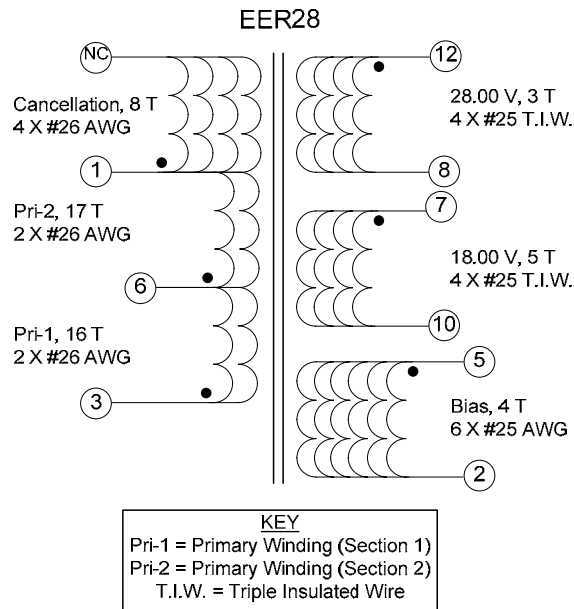 EER28
NC
Cancellation, 8 T
4 X #26 AWG
1
Pri-2, 17 T
2 X #26 AWG
6
Pri-1, 16 T
2 X #26 AWG
3
12
28.00 V, 3 T
4 X #25 T.I.W.
8
7
18.00 V, 5 T
4 X #25 T.I.W.
10
5
Bias, 4 T
6 X #25 AWG
2
KEY
Pri-1 = Primary Winding (Section 1)
Pri-2 = Primary Winding (Section 2)
T.I.W. = Triple Insulated Wire